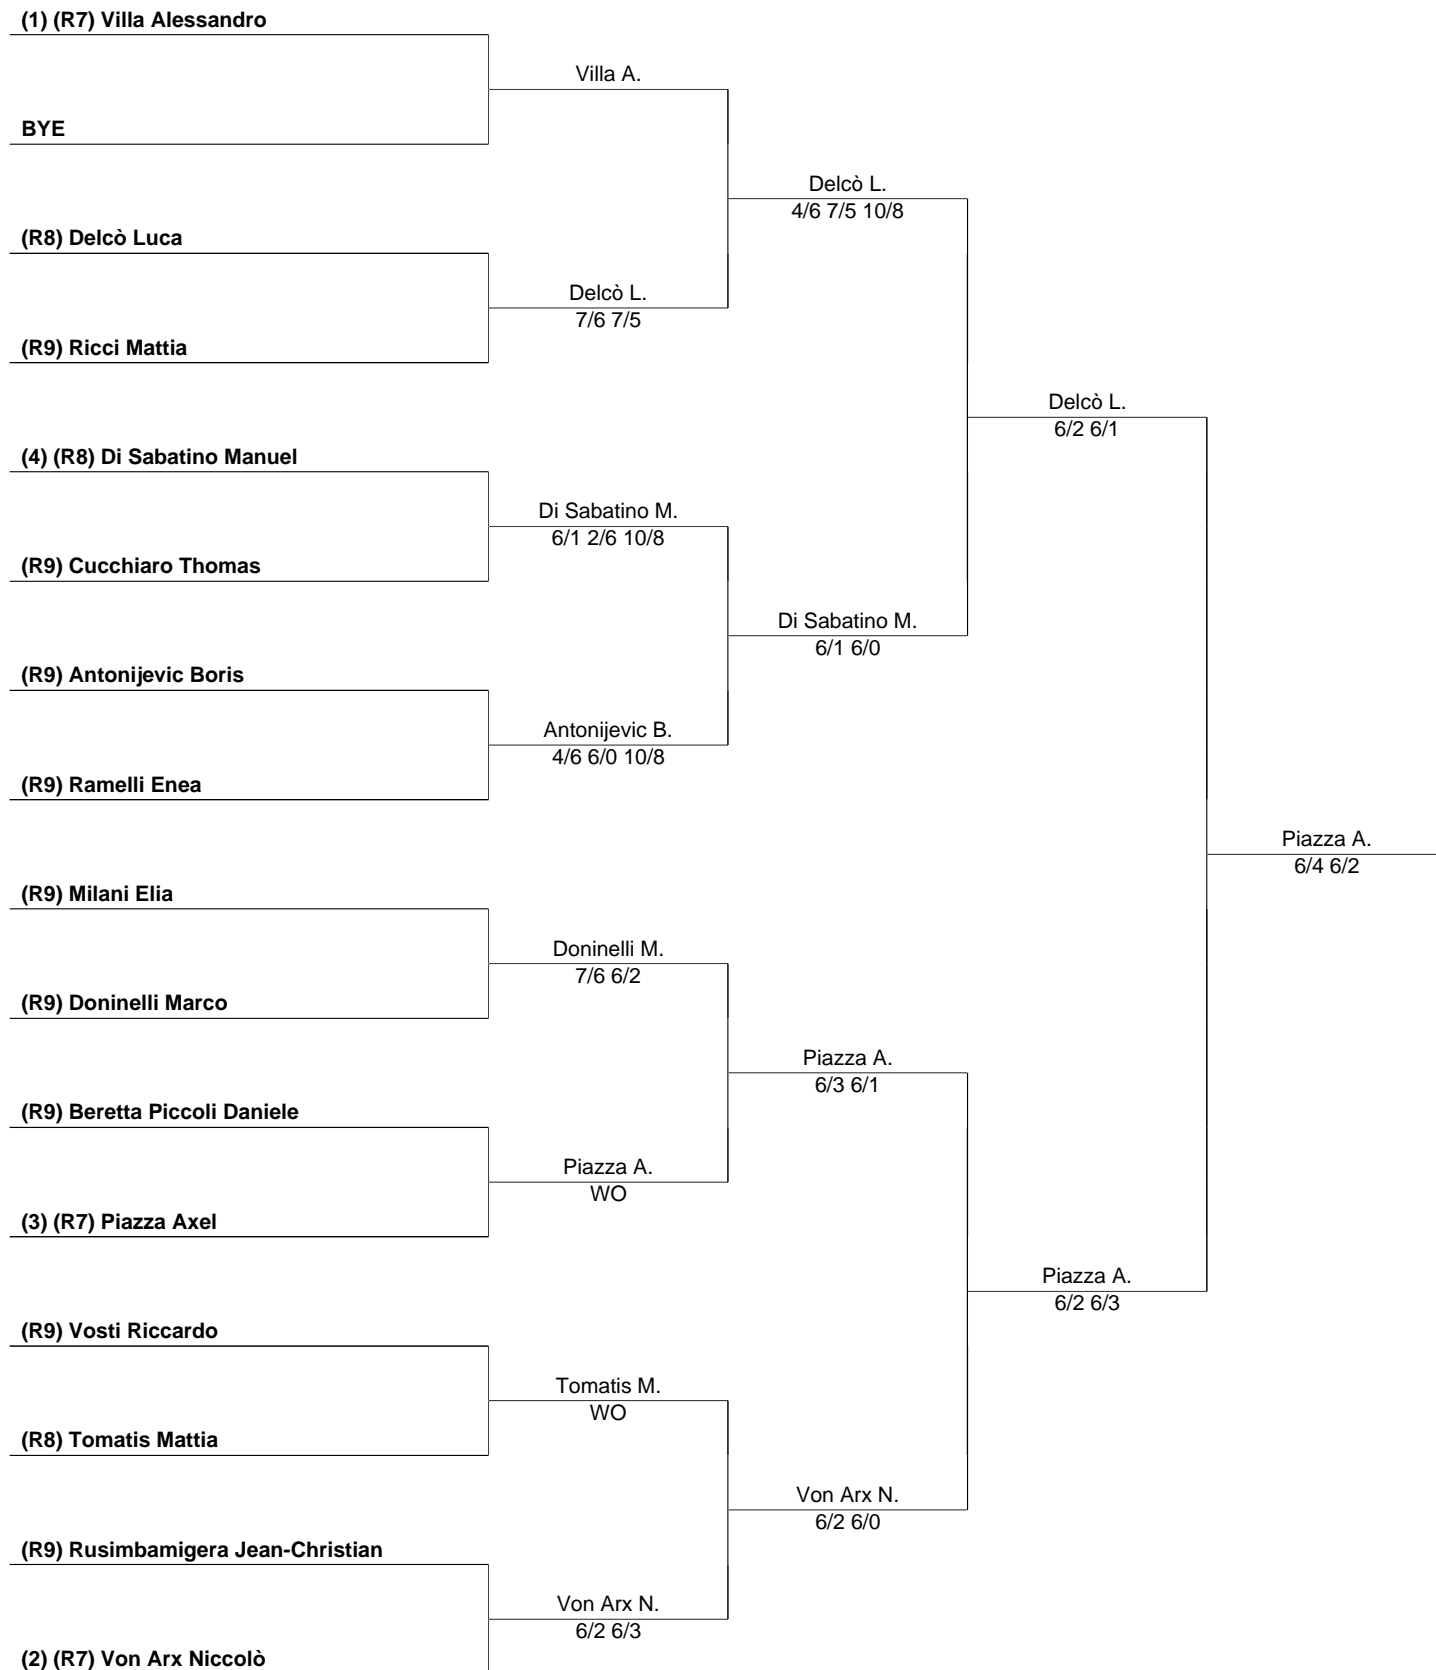 (1) (R7) Villa Alessandro
Villa A.
BYE
Delcò L.
4/6 7/5 10/8
(R8) Delcò Luca
Delcò L.
7/6 7/5
(R9) Ricci Mattia
Delcò L.
6/2 6/1
(4) (R8) Di Sabatino Manuel
Di Sabatino M.
6/1 2/6 10/8
(R9) Cucchiaro Thomas
Di Sabatino M.
6/1 6/0
(R9) Antonijevic Boris
Antonijevic B.
4/6 6/0 10/8
(R9) Ramelli Enea
Piazza A.
6/4 6/2
(R9) Milani Elia
Doninelli M.
7/6 6/2
(R9) Doninelli Marco
Piazza A.
6/3 6/1
(R9) Beretta Piccoli Daniele
Piazza A.
WO
(3) (R7) Piazza Axel
Piazza A.
6/2 6/3
(R9) Vosti Riccardo
Tomatis M.
WO
(R8) Tomatis Mattia
Von Arx N.
6/2 6/0
(R9) Rusimbamigera Jean-Christian
Von Arx N.
6/2 6/3
(2) (R7) Von Arx Niccolò